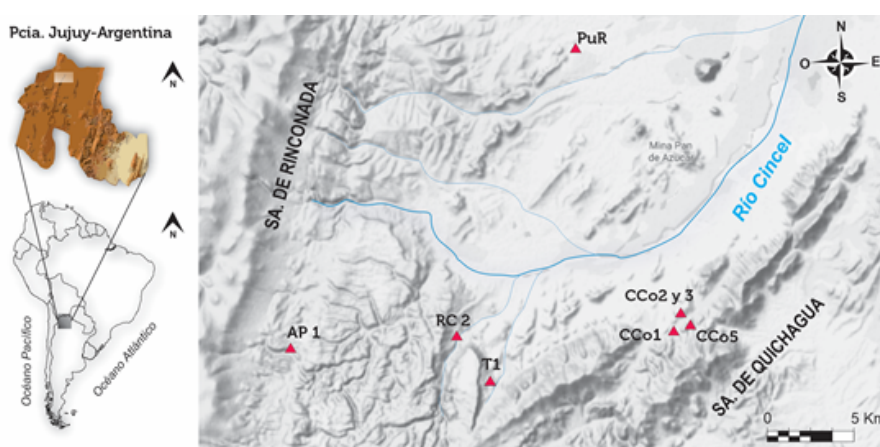 Pcia. Jujuy-Argentina
N
N
Océano Pacífico
Océano Atlántico
PuR
N
O
E
S
SA. DE RINCONADA
Mina Pan
de Azúcar
Río Cincel
CCo2 y 3
AP 1
RC 2
CCo1
CCo5
T1
SA. DE QUICHAGUA
0
5 Km